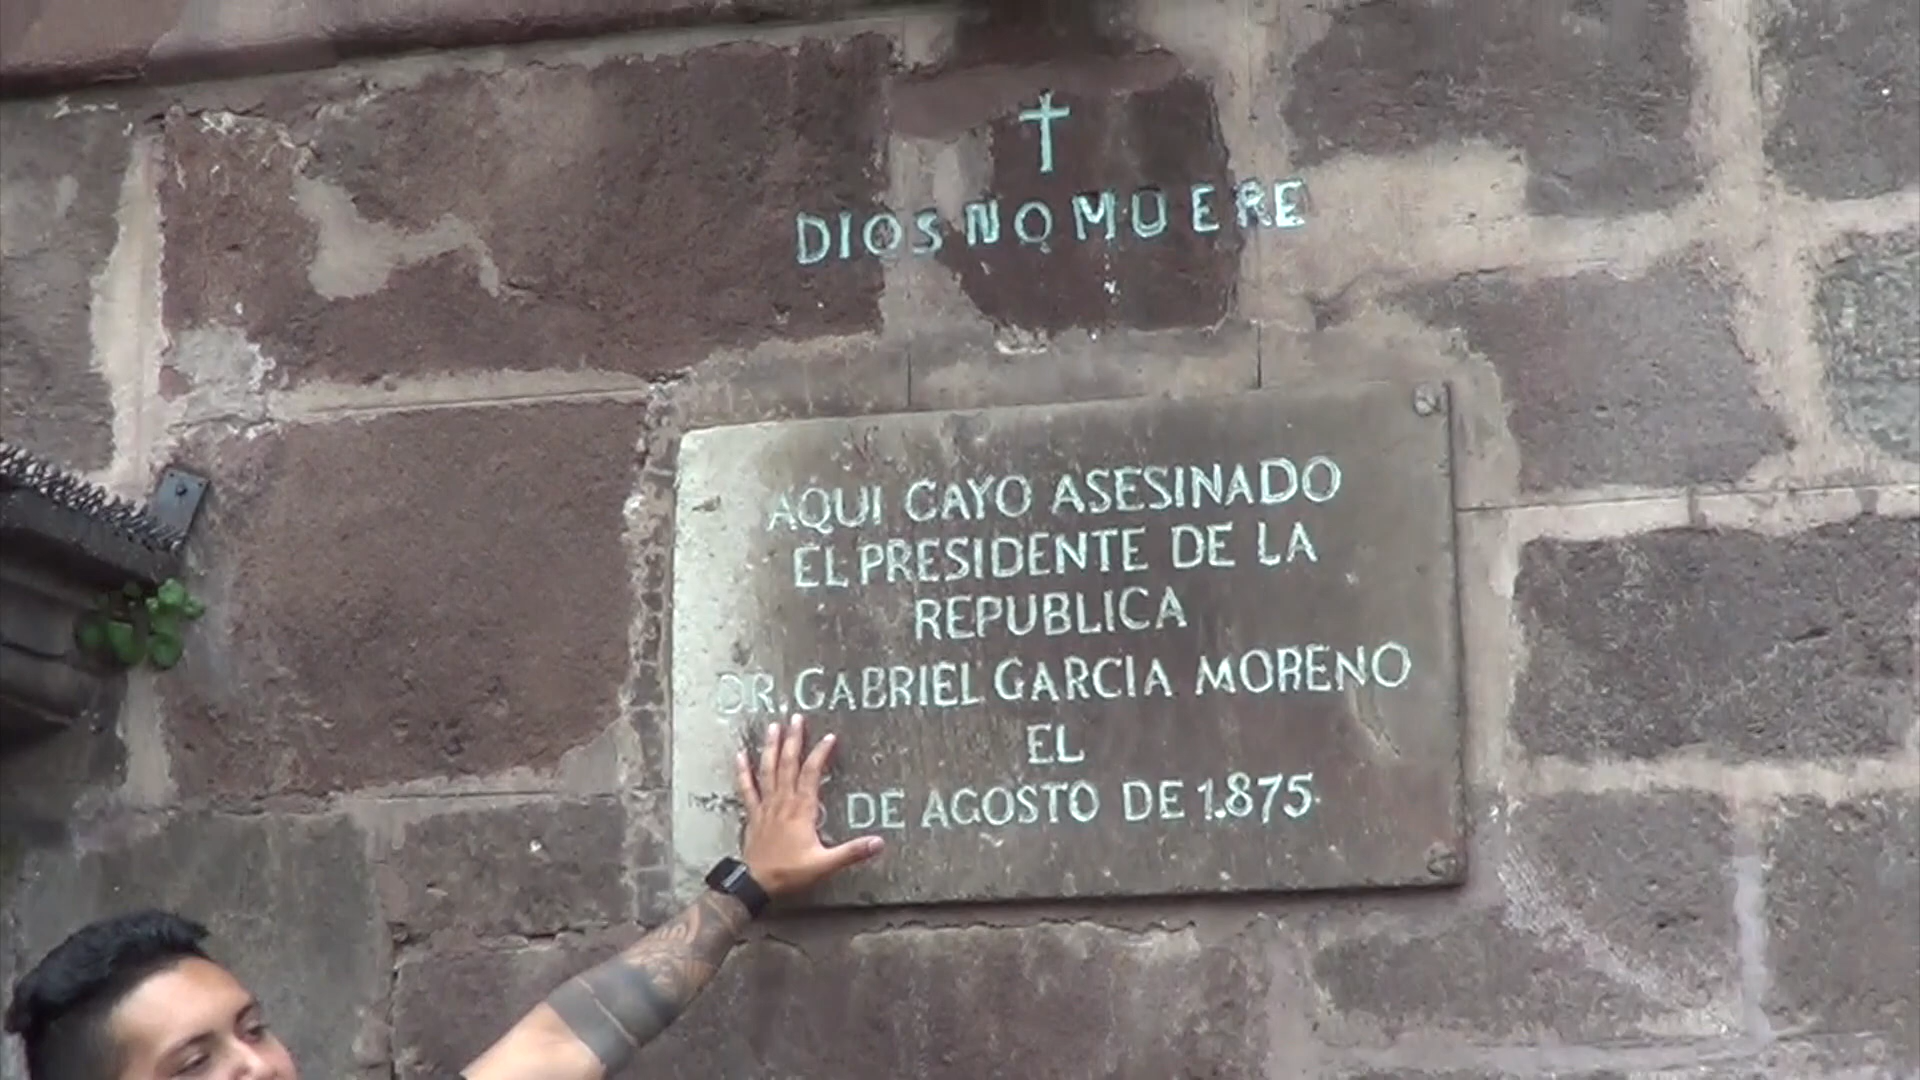 DIOS NO MUERE
AQUI CAYO ASESINADO
EL PRESIDENTE DE LA
REPUBLICA
DR. GABRIEL GARCIA MORENO
EL
DE AGOSTO DE 1.875